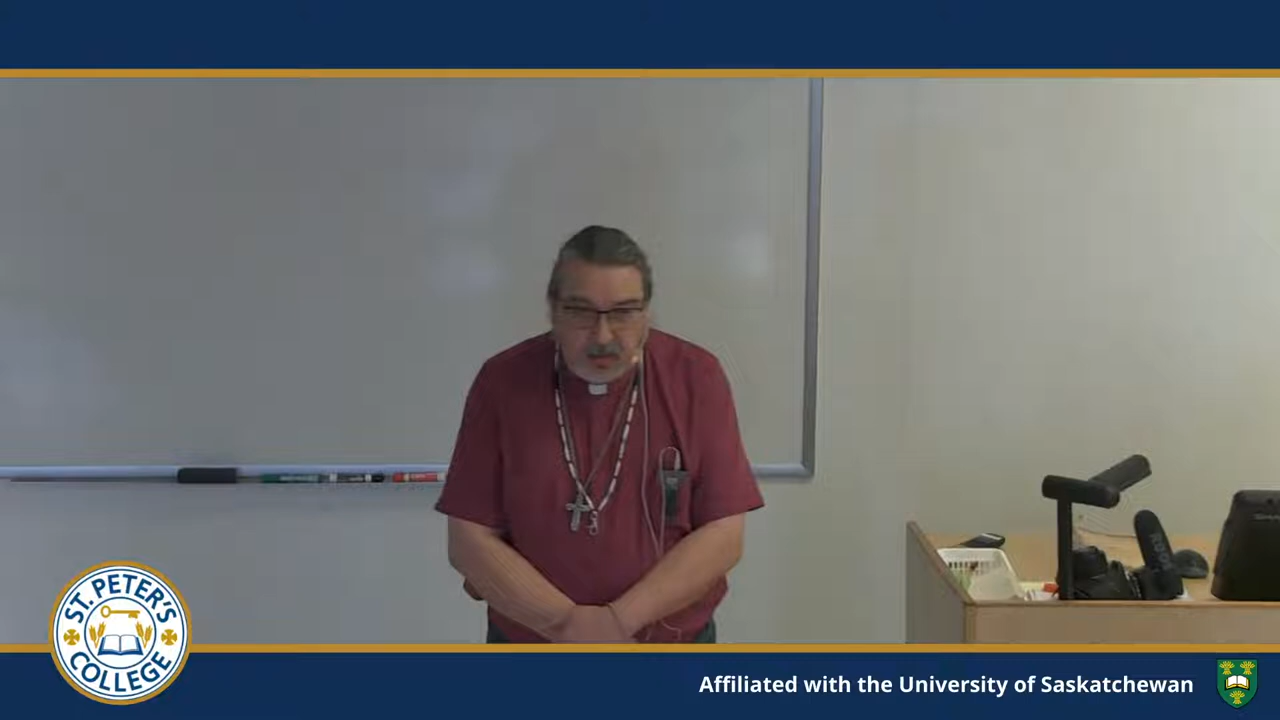 ST. PETER'S
COLLEGE
Affiliated with the University of Saskatchewan